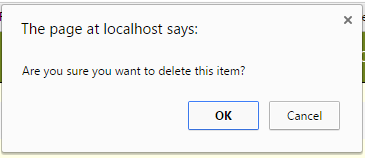 The page at localhost says:
Are you sure you want to delete this item?
OK
Cancel